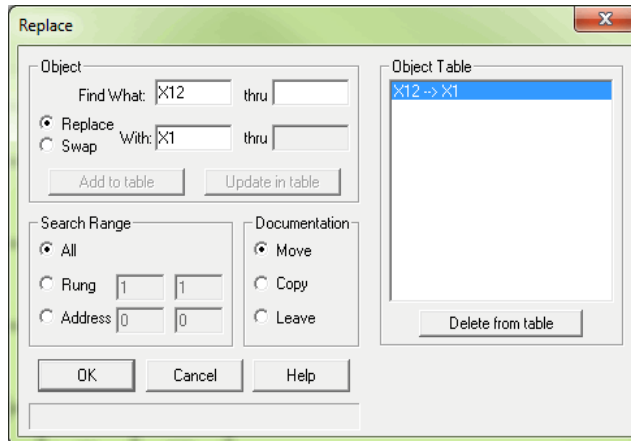 Replace
Object
Find What: X12 thru
Replace
Swap
With: X1 thru
Add to table Update in table
Search Range
All
Rung 1 1
Address 0 0
Documentation
Move
Copy
Leave
OK Cancel Help
Object Table
X12 --> X1
Delete from table